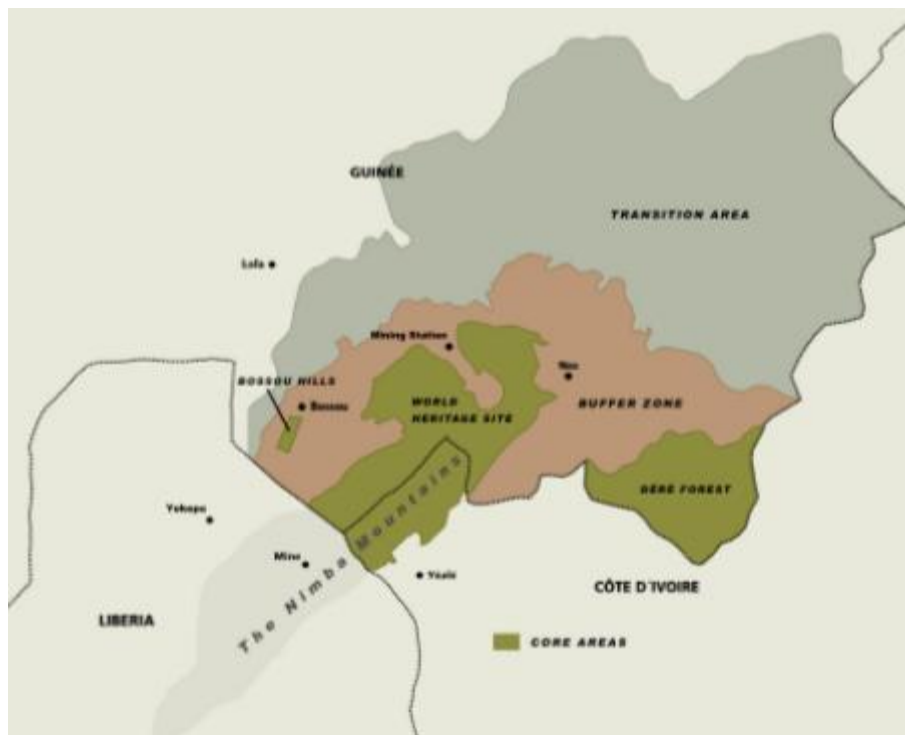 GUINÉE
TRANSITION AREA
Lola
Mining Station
Nzo
BOSSOU HILLS
Bossou
WORLD
HERITAGE SITE
BUFFER ZONE
DÉRÉ FOREST
The Nimba Mountains
Yekepa
Mine
Yealé
CÔTE D'IVOIRE
LIBERIA
CORE AREAS